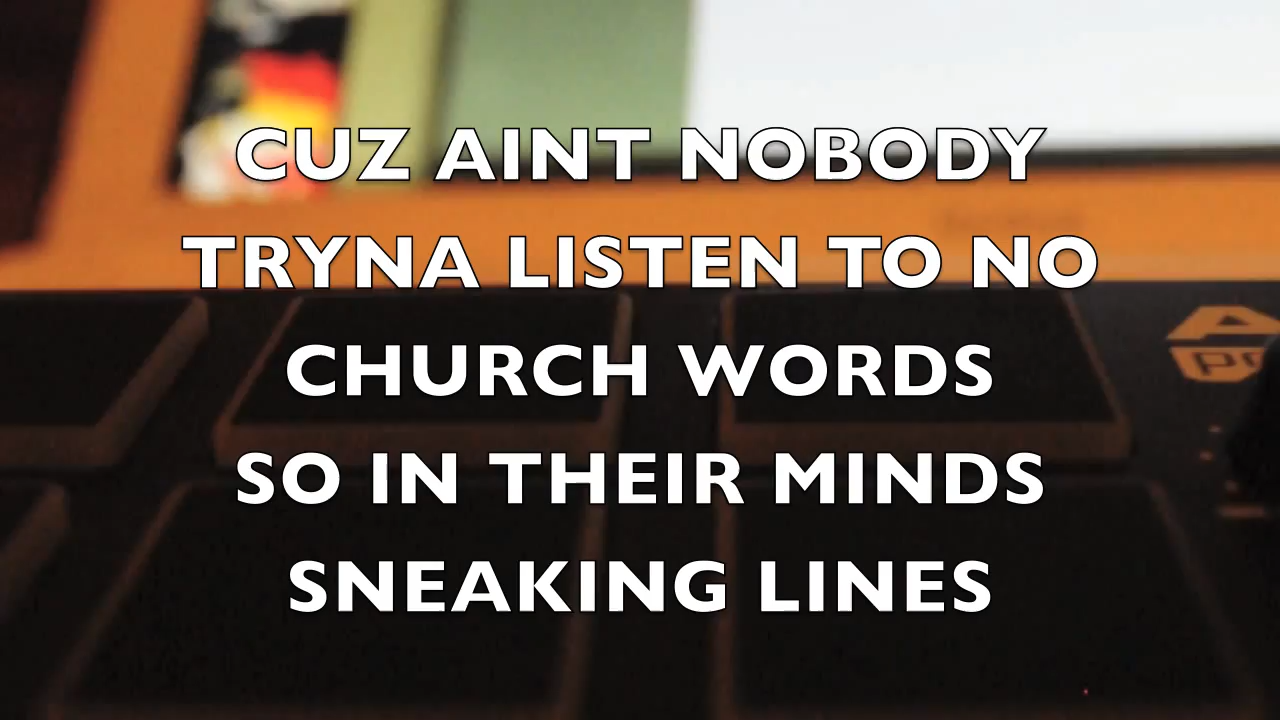 CUZ AINT NOBODY
TRYNA LISTEN TO NO
CHURCH WORDS
SO IN THEIR MINDS
SNEAKING LINES